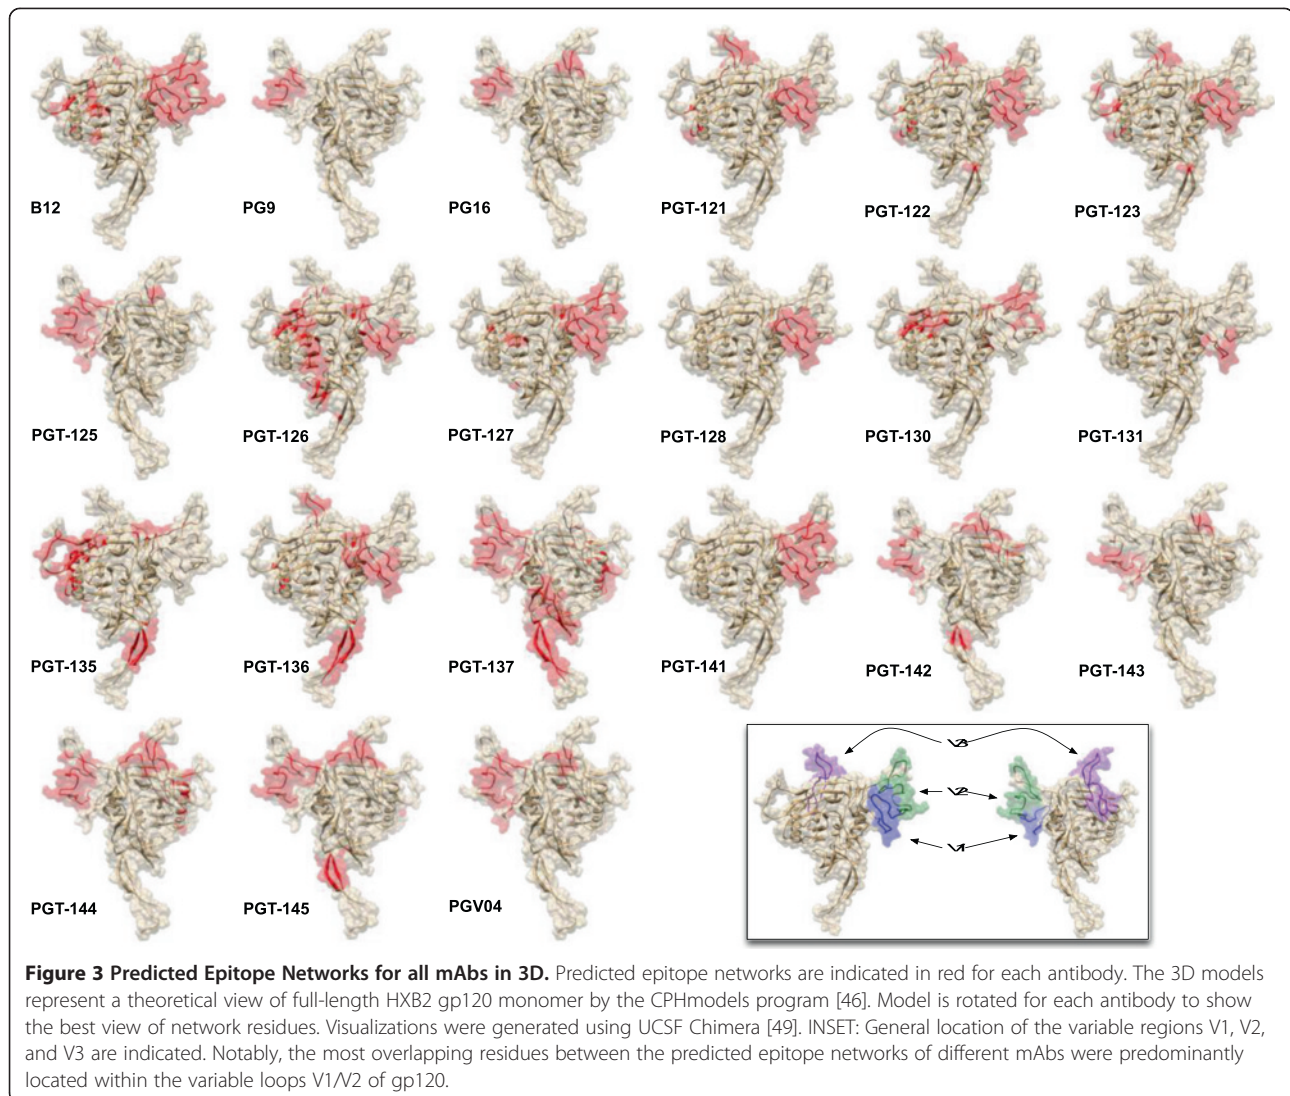 B12
PG9
PG16
PGT-121
PGT-122
PGT-123
PGT-125
PGT-126
PGT-127
PGT-128
PGT-130
PGT-131
PGT-135
PGT-136
PGT-137
PGT-141
PGT-142
PGT-143
PGT-144
PGT-145
PGV04
V3
V2
V1
Figure 3 Predicted Epitope Networks for all mAbs in 3D. Predicted epitope networks are indicated in red for each antibody. The 3D models
represent a theoretical view of full-length HXB2 gp120 monomer by the CPHmodels program [46]. Model is rotated for each antibody to show
the best view of network residues. Visualizations were generated using UCSF Chimera [49]. INSET: General location of the variable regions V1, V2,
and V3 are indicated. Notably, the most overlapping residues between the predicted epitope networks of different mAbs were predominantly
located within the variable loops V1/V2 of gp120.